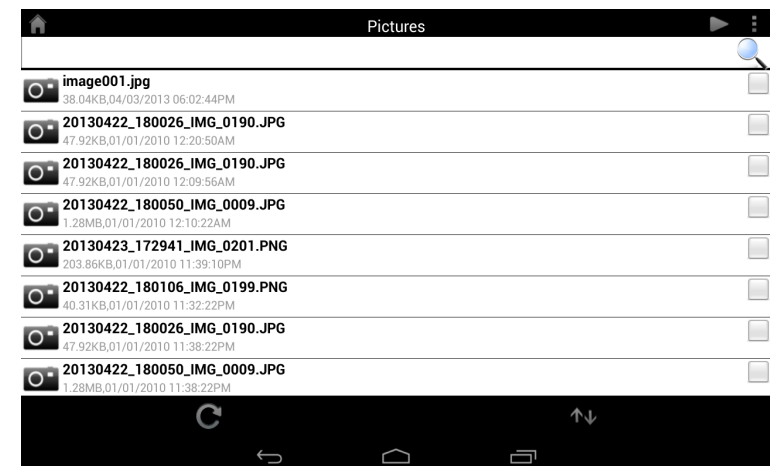 Pictures
image001.jpg
38.04KB,04/03/2013 06:02:44PM
20130422_180026_IMG_0190.JPG
47.92KB,01/01/2010 12:20:50AM
20130422_180026_IMG_0190.JPG
47.92KB,01/01/2010 12:09:56AM
20130422_180050_IMG_0009.JPG
1.28MB,01/01/2010 12:10:22AM
20130423_172941_IMG_0201.PNG
203.86KB,01/01/2010 11:39:10PM
20130422_180106_IMG_0199.PNG
40.31KB,01/01/2010 11:32:22PM
20130422_180026_IMG_0190.JPG
47.92KB,01/01/2010 11:38:22PM
20130422_180050_IMG_0009.JPG
1.28MB,01/01/2010 11:38:22PM